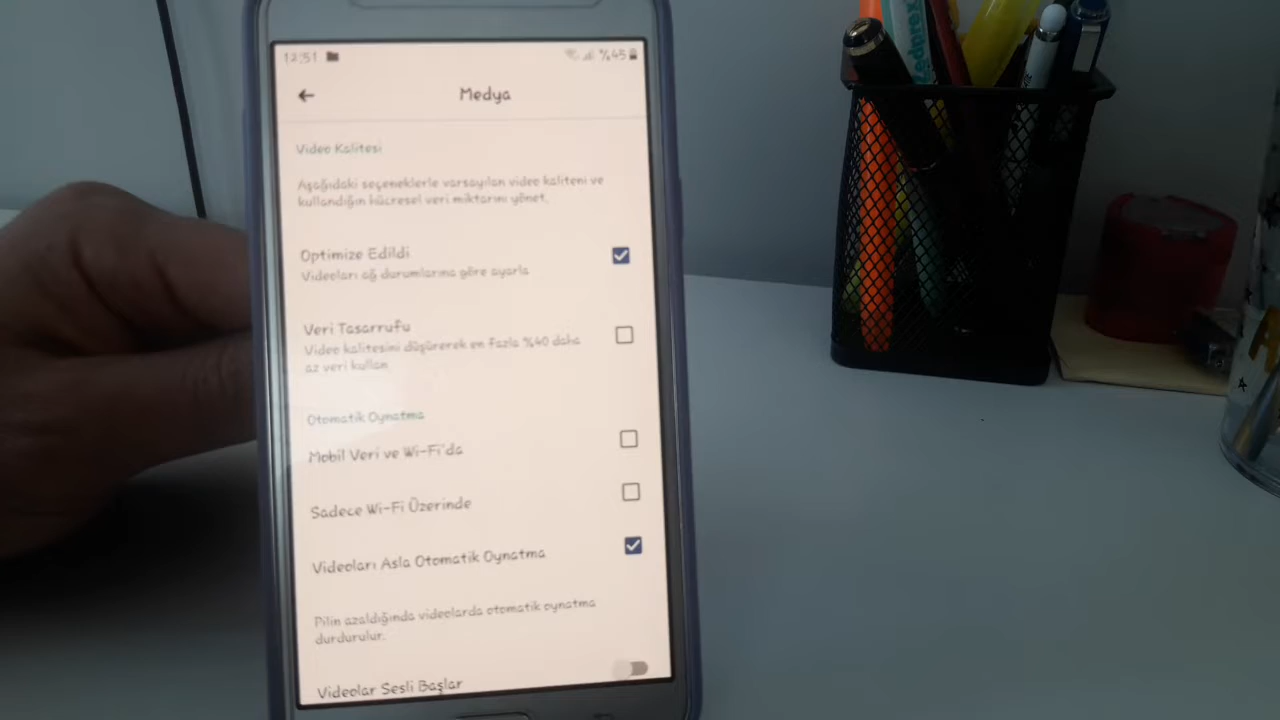 12:51 %45
Medya
Video Kalitesi
Aşağıdaki seçeneklerle varsayılan video kaliteni ve
kullandığın hücresel veri miktarını yönet.
Optimize Edildi
Videoları ağ durumlarına göre ayarla
Veri Tasarrufu
Video kalitesini düşürerek en fazla %40 daha
az veri kullan
Otomatik Oynatma
Mobil Veri ve Wi-Fi'da
Sadece Wi-Fi Üzerinde
Videoları Asla Otomatik Oynatma
Pilin azaldığında videolarda otomatik oynatma
durdurulur.
Videolar Sesli Başlar